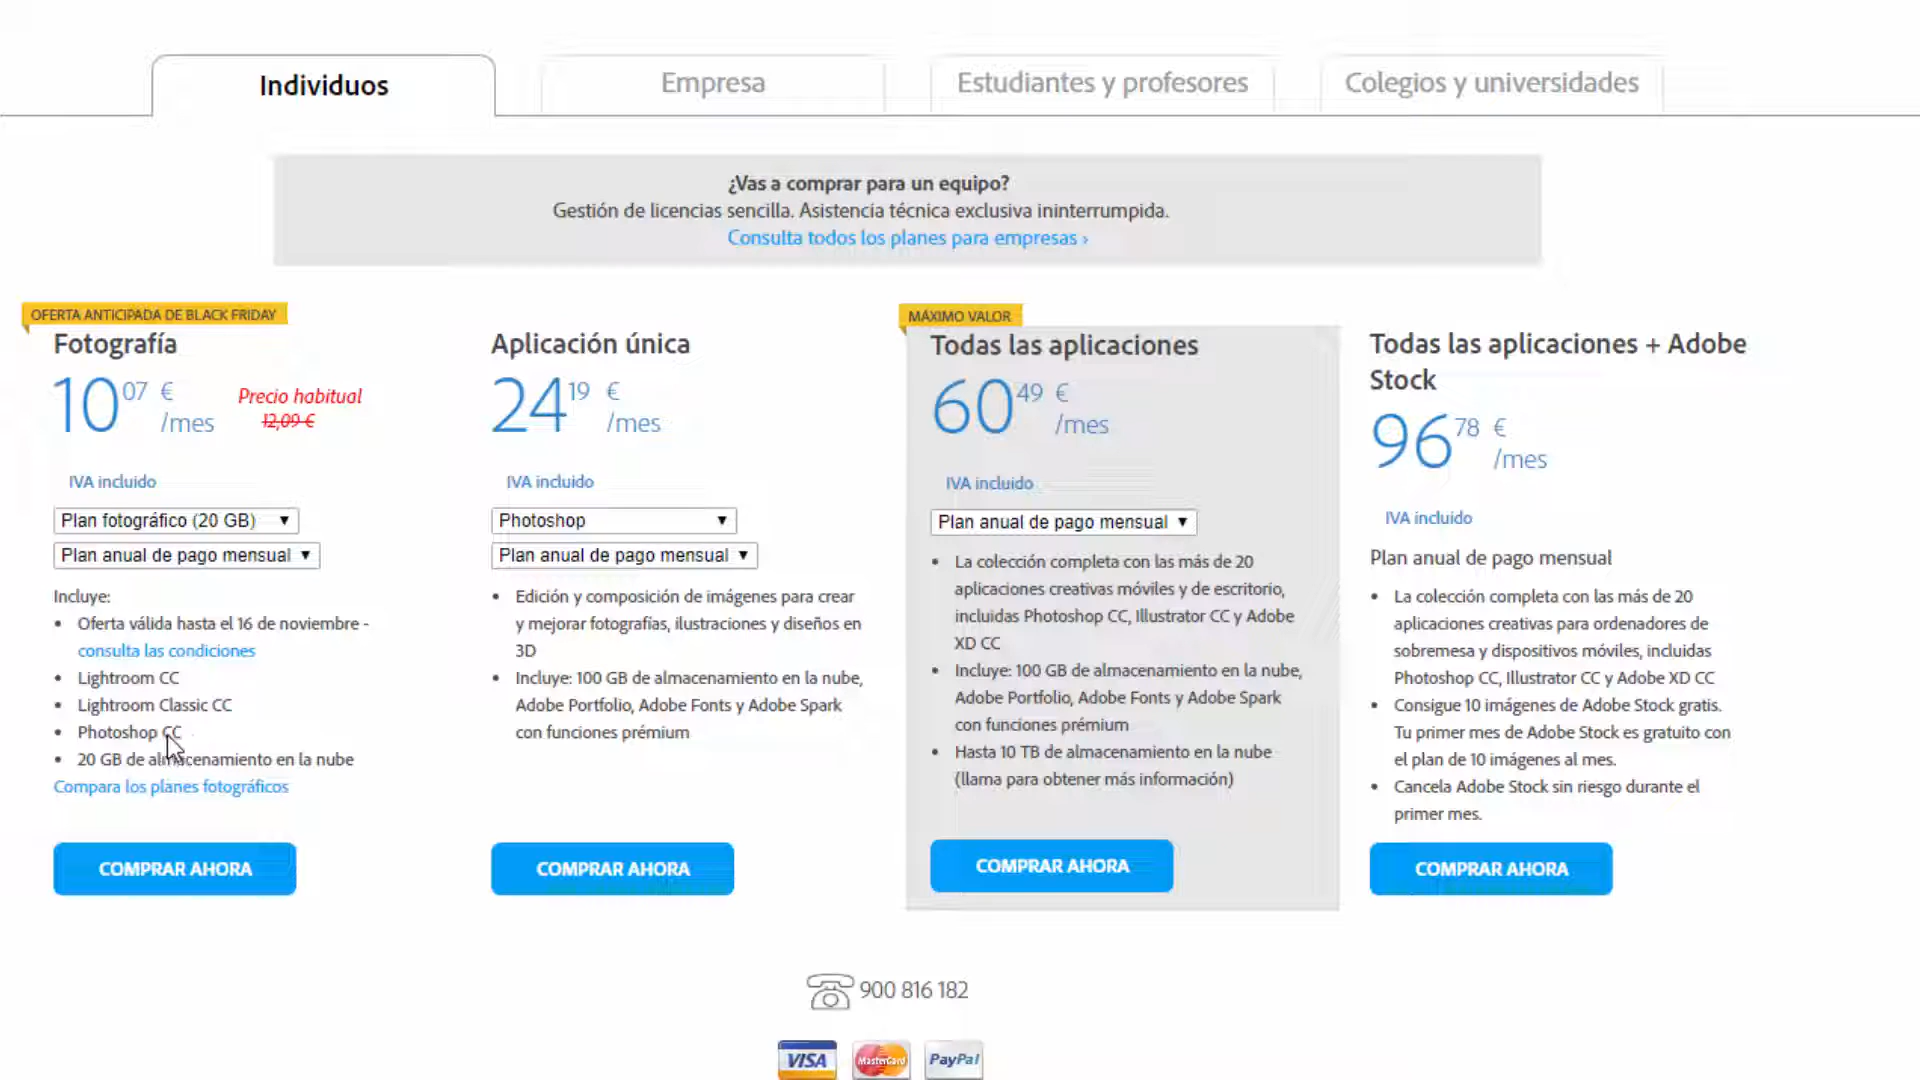 Individuos
Empresa
Estudiantes y profesores
Colegios y universidades
¿Vas a comprar para un equipo?
Gestión de licencias sencilla. Asistencia técnica exclusiva ininterrumpida.
Consulta todos los planes para empresas ›
OFERTA ANTICIPADA DE BLACK FRIDAY
Fotografía
10 07 € /mes
Precio habitual
12,09 €
IVA incluido
Plan fotográfico (20 GB) ▼
Plan anual de pago mensual ▼
Incluye:
• Oferta válida hasta el 16 de noviembre -
consulta las condiciones
• Lightroom CC
• Lightroom Classic CC
• Photoshop CC
• 20 GB de almacenamiento en la nube
Compara los planes fotográficos
COMPRAR AHORA
Aplicación única
24 19 € /mes
IVA incluido
Photoshop ▼
Plan anual de pago mensual ▼
• Edición y composición de imágenes para crear
y mejorar fotografías, ilustraciones y diseños en
3D
• Incluye: 100 GB de almacenamiento en la nube,
Adobe Portfolio, Adobe Fonts y Adobe Spark
con funciones prémium
COMPRAR AHORA
MÁXIMO VALOR
Todas las aplicaciones
60 49 € /mes
IVA incluido
Plan anual de pago mensual ▼
• La colección completa con las más de 20
aplicaciones creativas móviles y de escritorio,
incluidas Photoshop CC, Illustrator CC y Adobe
XD CC
• Incluye: 100 GB de almacenamiento en la nube,
Adobe Portfolio, Adobe Fonts y Adobe Spark
con funciones prémium
• Hasta 10 TB de almacenamiento en la nube
(llama para obtener más información)
COMPRAR AHORA
Todas las aplicaciones + Adobe
Stock
96 78 € /mes
IVA incluido
Plan anual de pago mensual
• La colección completa con las más de 20
aplicaciones creativas para ordenadores de
sobremesa y dispositivos móviles, incluidas
Photoshop CC, Illustrator CC y Adobe XD CC
• Consigue 10 imágenes de Adobe Stock gratis.
Tu primer mes de Adobe Stock es gratuito con
el plan de 10 imágenes al mes.
• Cancela Adobe Stock sin riesgo durante el
primer mes.
COMPRAR AHORA
900 816 182
VISA
MasterCard
PayPal